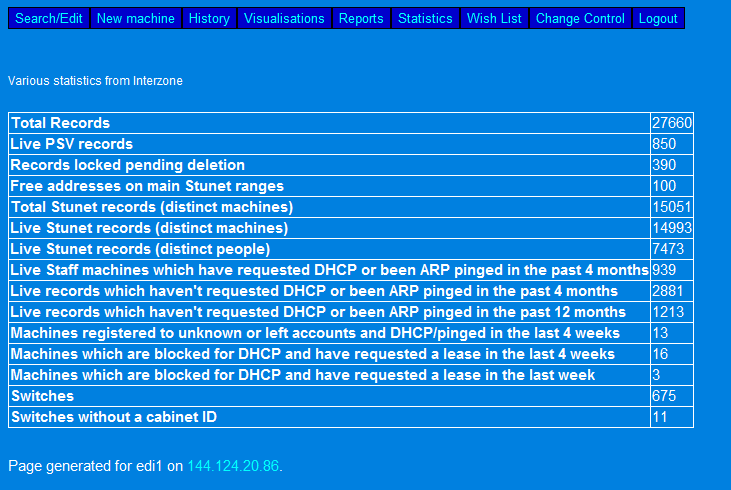 Search/Edit New machine History Visualisations Reports Statistics Wish List Change Control Logout
Various statistics from Interzone
Total Records 27660
Live PSV records 850
Records locked pending deletion 390
Free addresses on main Stunet ranges 100
Total Stunet records (distinct machines) 15051
Live Stunet records (distinct machines) 14993
Live Stunet records (distinct people) 7473
Live Staff machines which have requested DHCP or been ARP pinged in the past 4 months 939
Live records which haven't requested DHCP or been ARP pinged in the past 4 months 2881
Live records which haven't requested DHCP or been ARP pinged in the past 12 months 1213
Machines registered to unknown or left accounts and DHCP/pinged in the last 4 weeks 13
Machines which are blocked for DHCP and have requested a lease in the last 4 weeks 16
Machines which are blocked for DHCP and have requested a lease in the last week 3
Switches 675
Switches without a cabinet ID 11
Page generated for edi1 on 144.124.20.86.